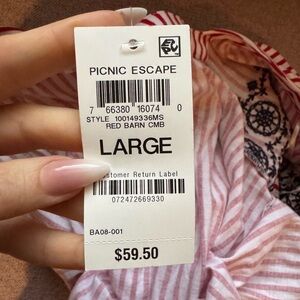 PICNIC ESCAPE
7 66380 16074 0
STYLE 100149336MS
RED BARN CMB
LARGE
stomer Return Label
072472669330
BA08-001
$59.50